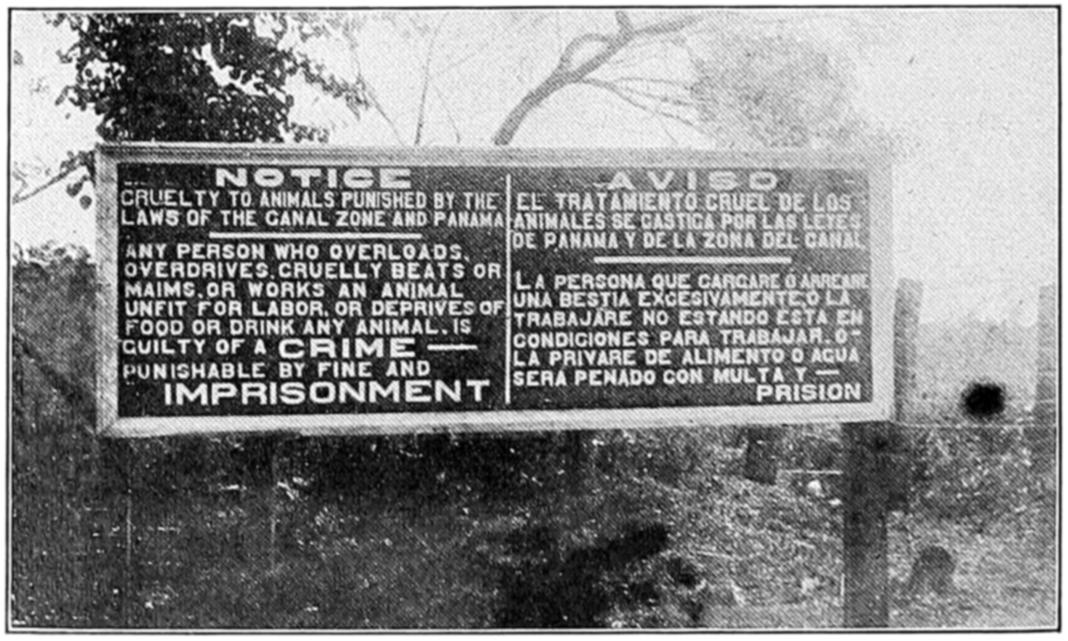 NOTICE
CRUELTY TO ANIMALS PUNISHED BY THE
LAWS OF THE CANAL ZONE AND PANAMA
ANY PERSON WHO OVERLOADS,
OVERDRIVES, CRUELLY BEATS OR
MAIMS, OR WORKS AN ANIMAL
UNFIT FOR LABOR, OR DEPRIVES OF
FOOD OR DRINK ANY ANIMAL, IS
GUILTY OF A CRIME —
PUNISHABLE BY FINE AND
IMPRISONMENT
AVISO
EL TRATAMIENTO CRUEL DE LOS
ANIMALES SE CASTIGA POR LAS LEYES
DE PANAMA Y DE LA ZONA DEL CANAL
LA PERSONA QUE CARGARE Ó ARREARE
UNA BESTIA EXCESIVAMENTE, O LA
TRABAJARE NO ESTANDO ESTA EN
CONDICIONES PARA TRABAJAR, O-
LA PRIVARE DE ALIMENTO O AGUA
SERA PENADO CON MULTA Y —
PRISION